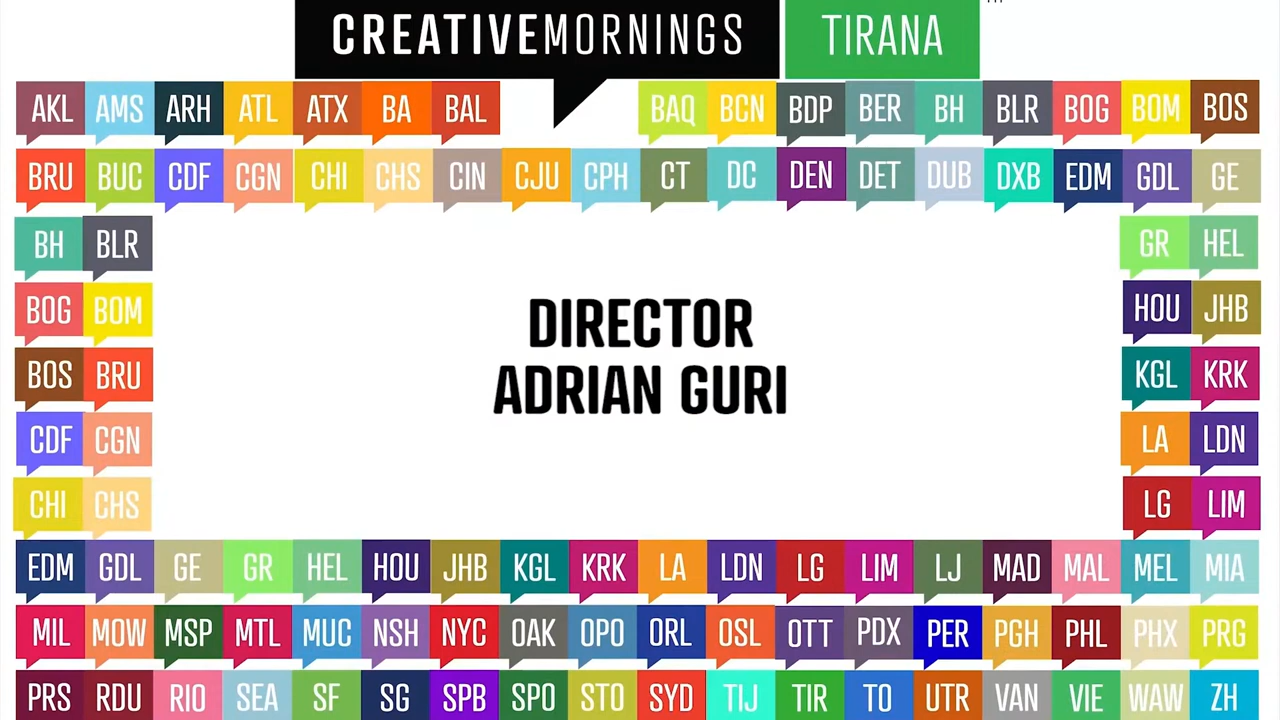 CREATIVEMORNINGS TIRANA
AKL AMS ARH ATL ATX BA BAL BAQ BCN BDP BER BH BLR BOG BOM BOS
BRU BUC CDF CGN CHI CHS CIN CJU CPH CT DC DEN DET DUB DXB EDM GDL GE
BH BLR GR HEL
BOG BOM HOU JHB
DIRECTOR
BOS BRU KGL KRK
ADRIAN GURI
CDF CGN LA LDN
CHI CHS LG LIM
EDM GDL GE GR HEL HOU JHB KGL KRK LA LDN LG LIM LJ MAD MAL MEL MIA
MIL MOW MSP MTL MUC NSH NYC OAK OPO ORL OSL OTT PDX PER PGH PHL PHX PRG
PRS RDU RIO SEA SF SG SPB SPO STO SYD TIJ TIR TO UTR VAN VIE WAW ZH